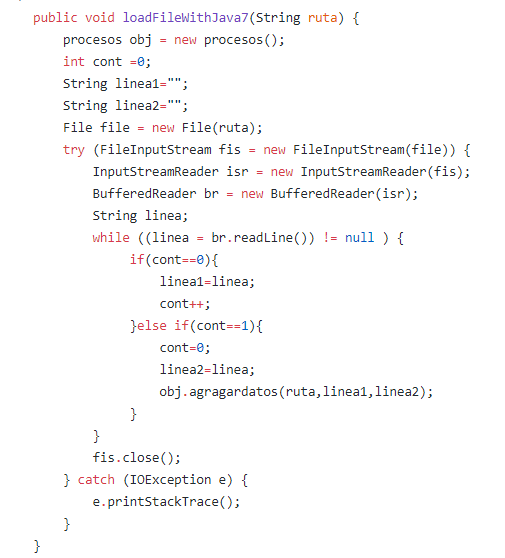 public void loadFileWithJava7(String ruta) {
    procesos obj = new procesos();
    int cont =0;
    String linea1="";
    String linea2="";
    File file = new File(ruta);
    try (FileInputStream fis = new FileInputStream(file)) {
        InputStreamReader isr = new InputStreamReader(fis);
        BufferedReader br = new BufferedReader(isr);
        String linea;
        while ((linea = br.readLine()) != null ) {
             if(cont==0){
                 linea1=linea;
                 cont++;
             }else if(cont==1){
                 cont=0;
                 linea2=linea;
                 obj.agragardatos(ruta,linea1,linea2);
             }
        }
        fis.close();
    } catch (IOException e) {
        e.printStackTrace();
    }
}